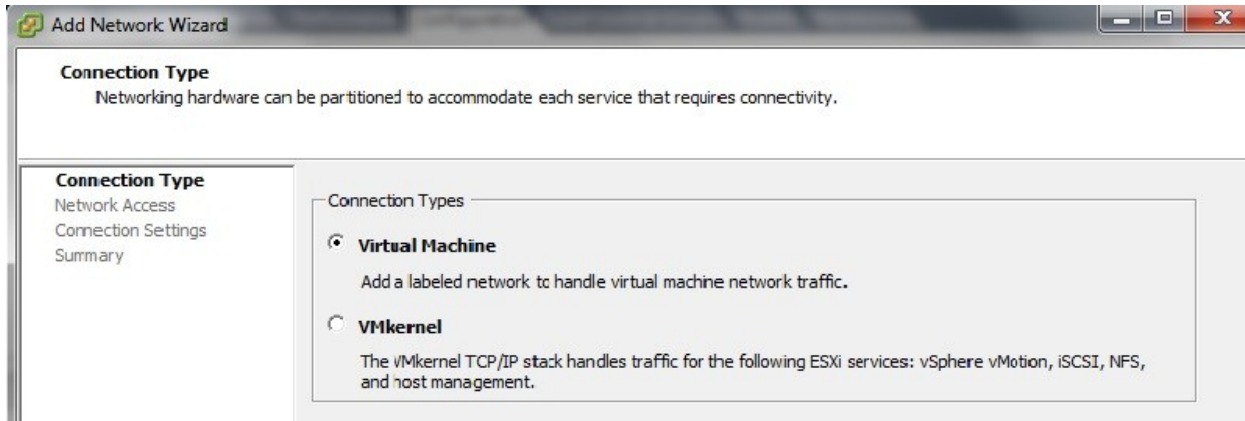 Add Network Wizard
Connection Type
Networking hardware can be partitioned to accommodate each service that requires connectivity.
Connection Type
Network Access
Connection Settings
Summary
Connection Types
Virtual Machine
Add a labeled network to handle virtual machine network traffic.
VMkernel
The VMkernel TCP/IP stack handles traffic for the following ESXi services: vSphere vMotion, iSCSI, NFS,
and host management.